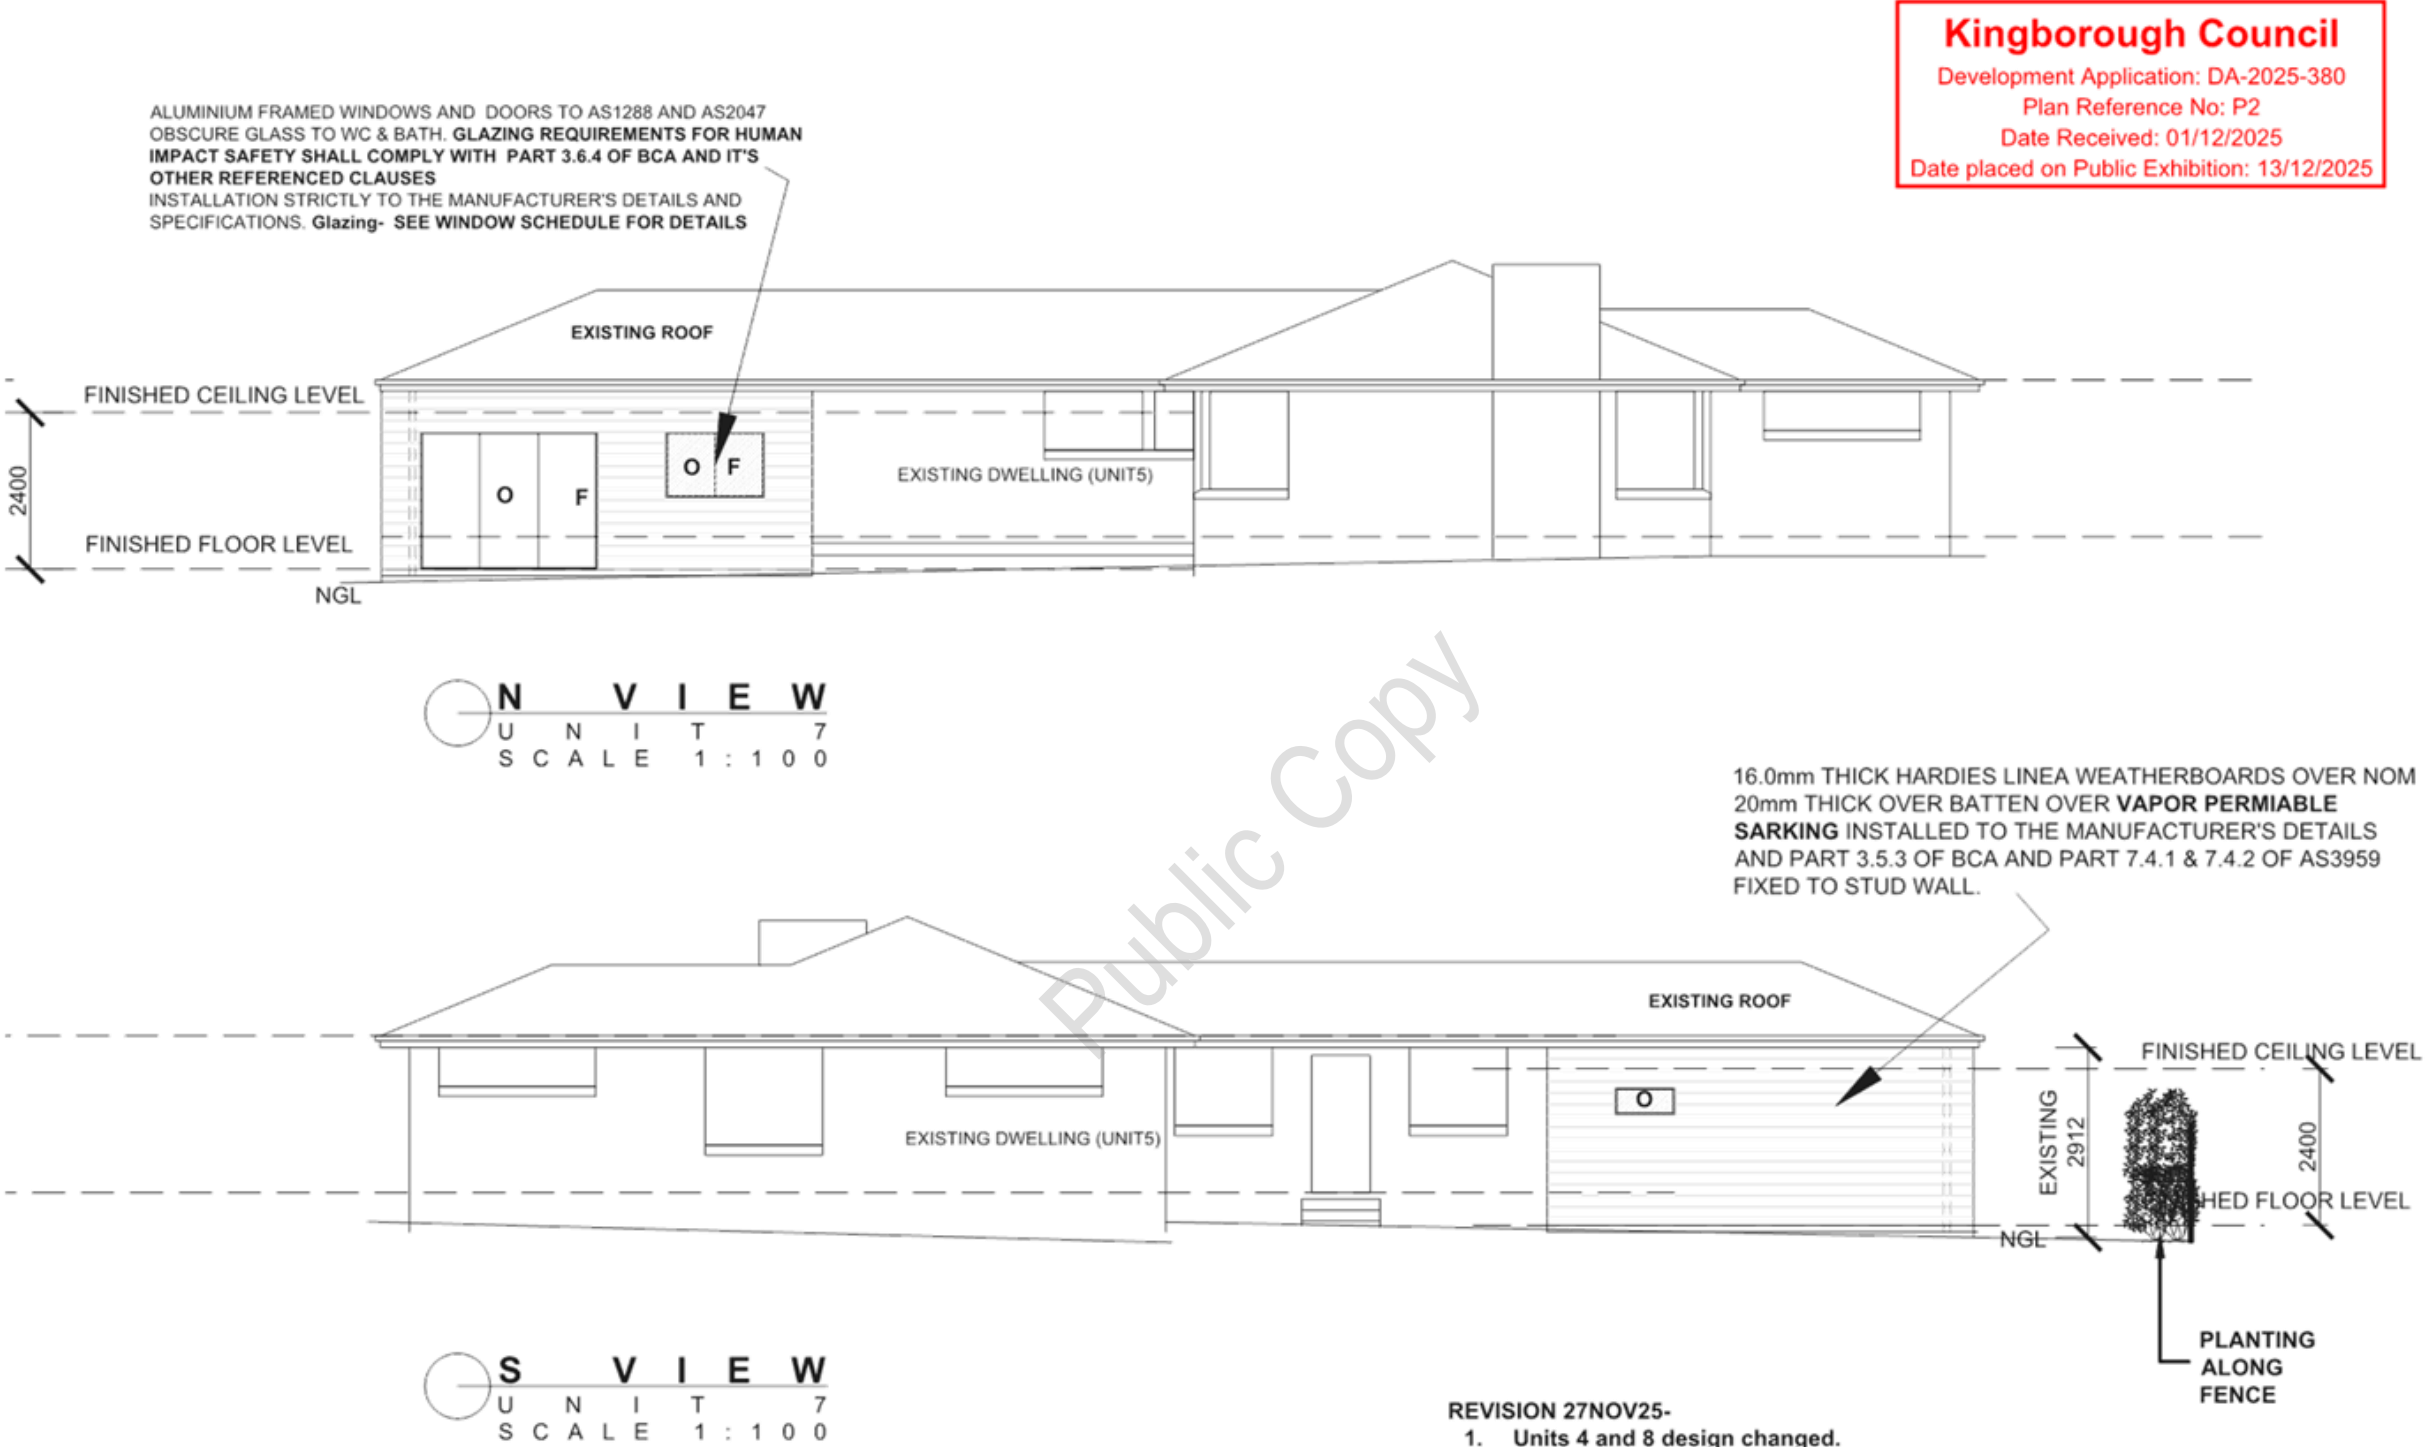 Kingborough Council
Development Application: DA-2025-380
Plan Reference No: P2
Date Received: 01/12/2025
Date placed on Public Exhibition: 13/12/2025
ALUMINIUM FRAMED WINDOWS AND DOORS TO AS1288 AND AS2047
OBSCURE GLASS TO WC & BATH. GLAZING REQUIREMENTS FOR HUMAN
IMPACT SAFETY SHALL COMPLY WITH PART 3.6.4 OF BCA AND IT'S
OTHER REFERENCED CLAUSES
INSTALLATION STRICTLY TO THE MANUFACTURER'S DETAILS AND
SPECIFICATIONS. Glazing- SEE WINDOW SCHEDULE FOR DETAILS
EXISTING ROOF
FINISHED CEILING LEVEL
2400
O F
O F
EXISTING DWELLING (UNIT5)
FINISHED FLOOR LEVEL
NGL
N VIEW
UNIT 7
SCALE 1:100
Public Copy
16.0mm THICK HARDIES LINEA WEATHERBOARDS OVER NOM
20mm THICK OVER BATTEN OVER VAPOR PERMIABLE
SARKING INSTALLED TO THE MANUFACTURER'S DETAILS
AND PART 3.5.3 OF BCA AND PART 7.4.1 & 7.4.2 OF AS3959
FIXED TO STUD WALL.
EXISTING ROOF
FINISHED CEILING LEVEL
O
EXISTING DWELLING (UNIT5)
EXISTING
2912
2400
HED FLOOR LEVEL
NGL
PLANTING
ALONG
FENCE
S VIEW
UNIT 7
SCALE 1:100
REVISION 27NOV25-
1. Units 4 and 8 design changed.